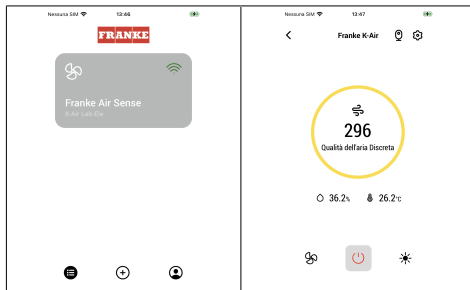 Nessuna SIM 13:46
FRANKE
Franke Air Sense
K-Air Lab-Ele
Nessuna SIM 13:47
Franke K-Air
296
Qualità dell'aria Discreta
36.2% 26.2°C